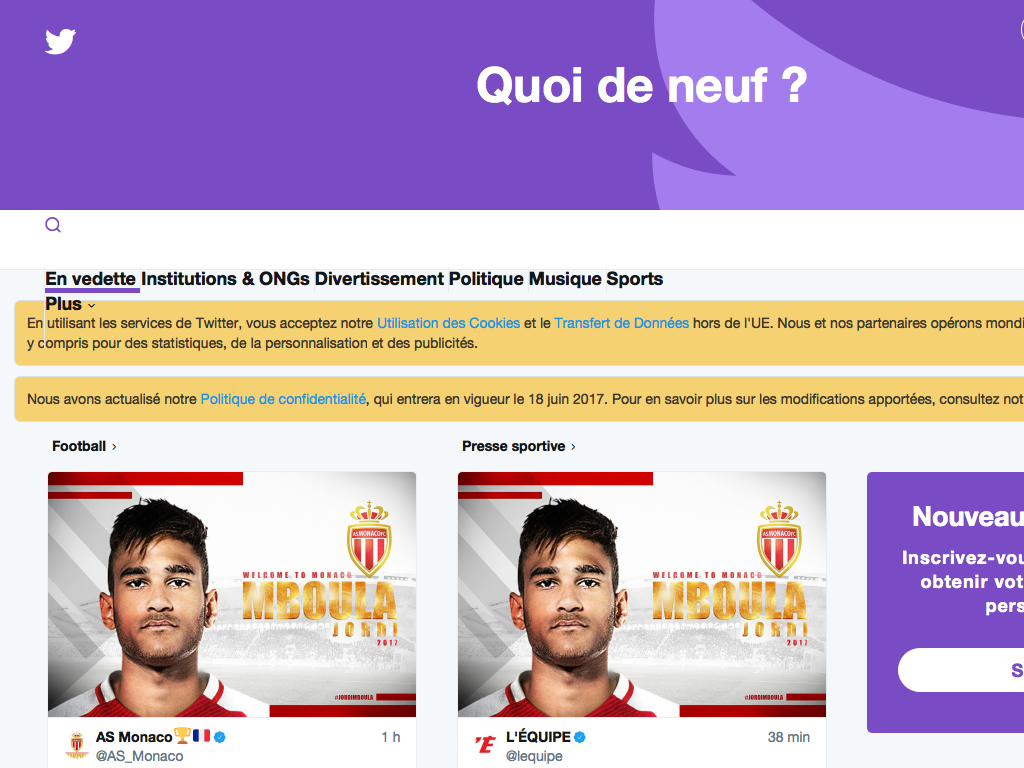 Quoi de neuf ?
En vedette Institutions & ONGs Divertissement Politique Musique Sports
Plus
En utilisant les services de Twitter, vous acceptez notre Utilisation des Cookies et le Transfert de Données hors de l'UE. Nous et nos partenaires opérons mondi
y compris pour des statistiques, de la personnalisation et des publicités.
Nous avons actualisé notre Politique de confidentialité, qui entrera en vigueur le 18 juin 2017. Pour en savoir plus sur les modifications apportées, consultez not
Football ›
Presse sportive ›
ASMONACOFC
WELCOME TO MONACO
MBOULA
JORDI
2017
#JORDIMBOULA
ASMONACOFC
WELCOME TO MONACO
MBOULA
JORDI
2017
#JORDIMBOULA
Nouveau
Inscrivez-vou
obtenir vot
pers
S
AS Monaco🏆🇫🇷 1 h
@AS_Monaco
L'ÉQUIPE 38 min
@lequipe